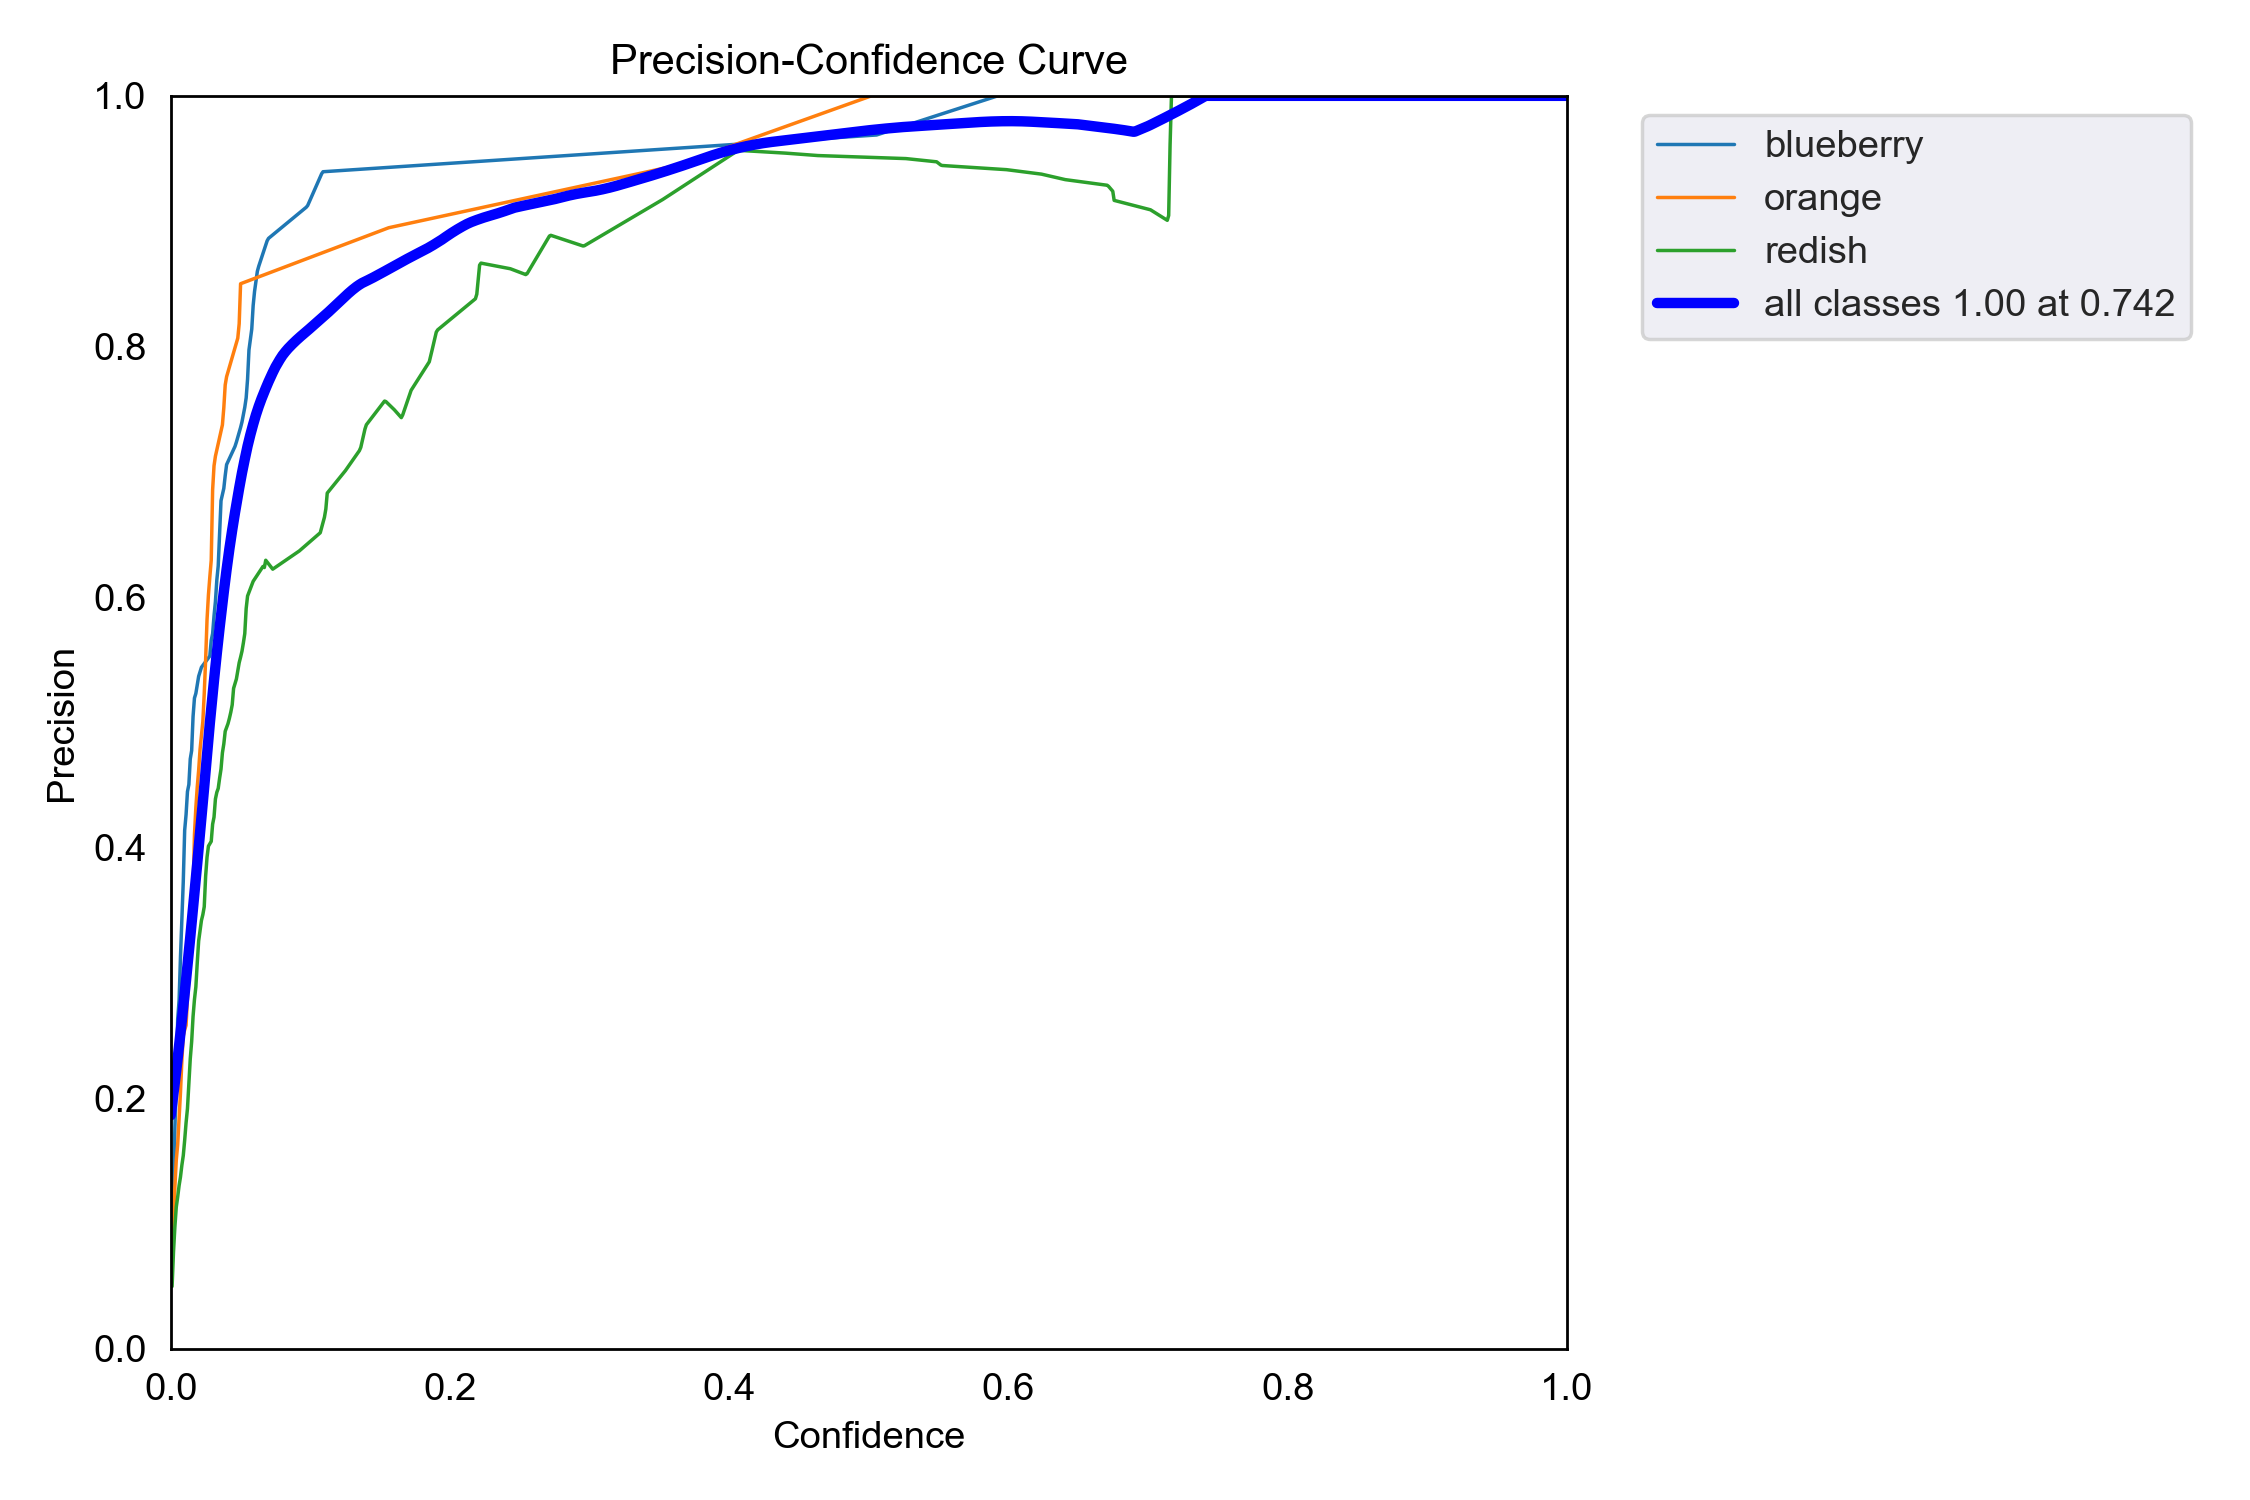 Precision-Confidence Curve
1.0
0.8
0.6
0.4
0.2
0.0
Precision
0.0 0.2 0.4 0.6 0.8 1.0
Confidence
blueberry
orange
redish
all classes 1.00 at 0.742